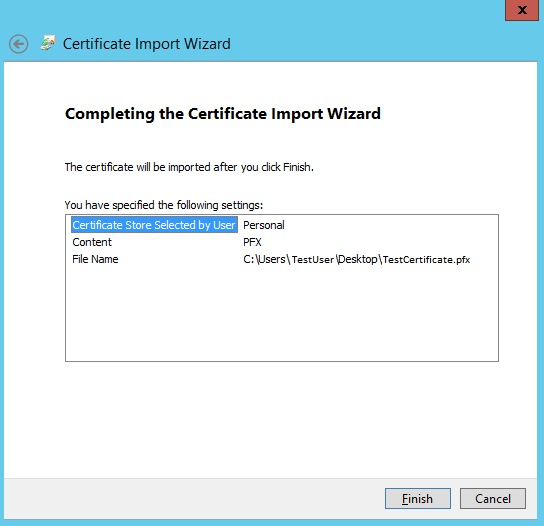 x
Certificate Import Wizard
Completing the Certificate Import Wizard
The certificate will be imported after you click Finish.
You have specified the following settings:
Certificate Store Selected by User Personal
Content PFX
File Name C:\Users\TestUser\Desktop\TestCertificate.pfx
Finish Cancel